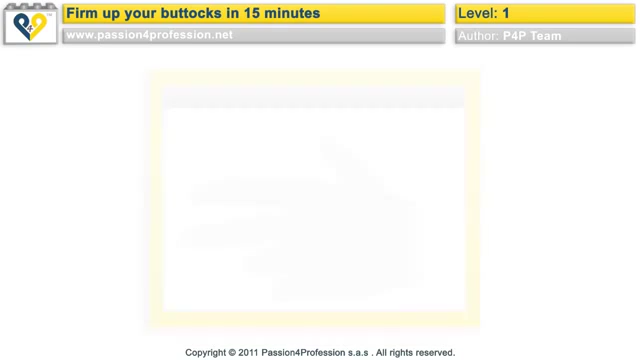 Firm up your buttocks in 15 minutes
Level: 1
www.passion4profession.net
Author: P4P Team
Copyright © 2011 Passion4Profession s.a.s . All rights reserved.